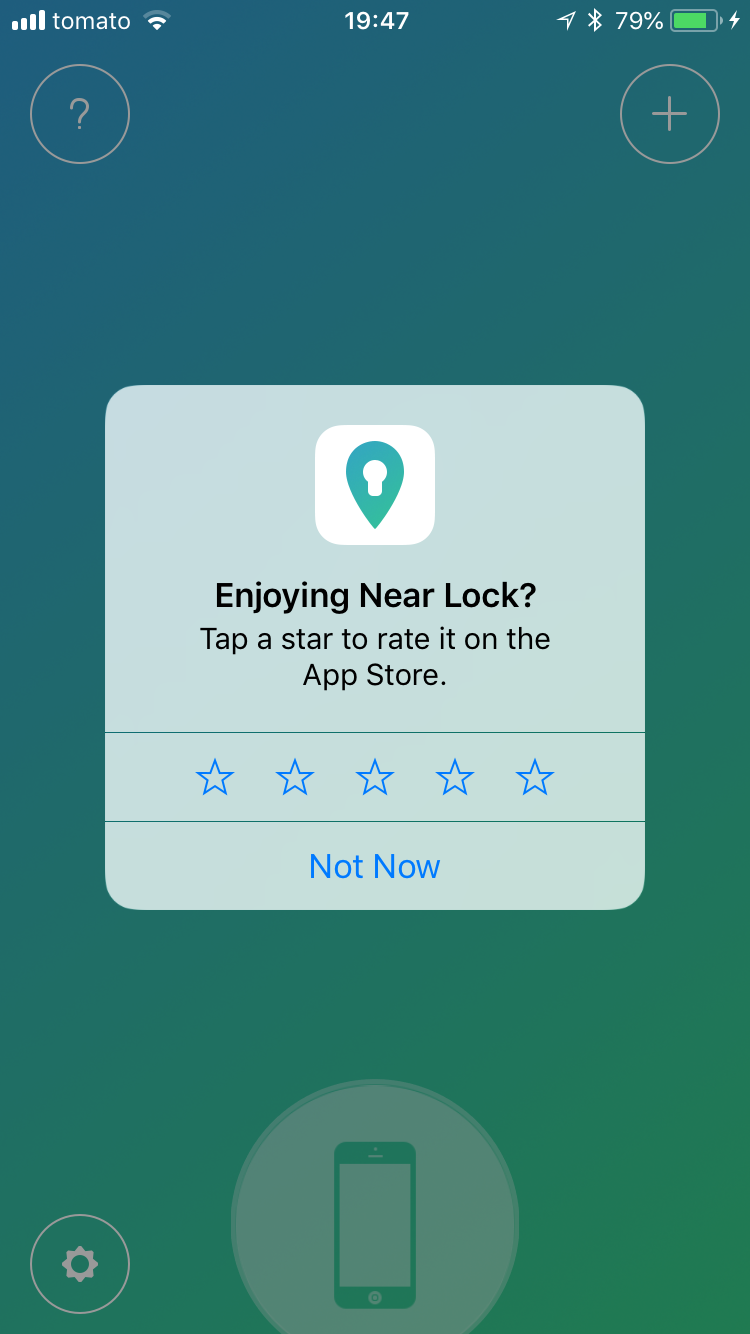 tomato 19:47 79%
?
Enjoying Near Lock?
Tap a star to rate it on the
App Store.
Not Now